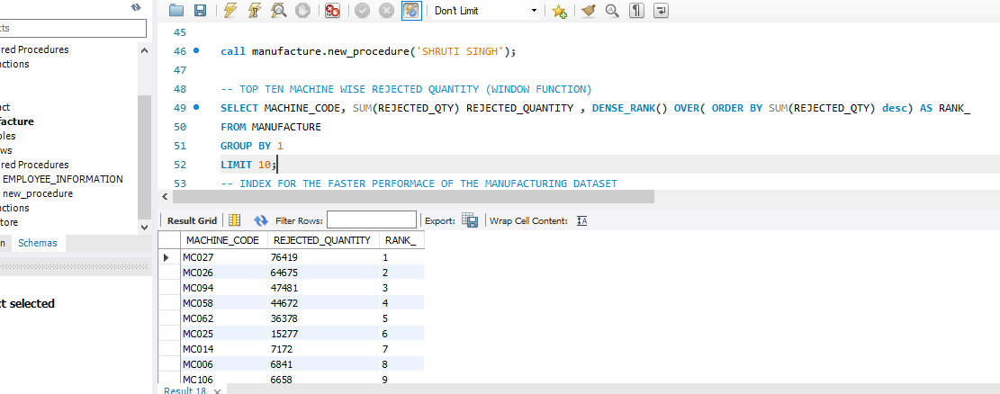 Don't Limit
cts
red Procedures
nctions
act
facture
oles
ws
red Procedures
EMPLOYEE_INFORMATION
new_procedure
nctions
tore
n Schemas
ct selected
45
46 call manufacture.new_procedure('SHRUTI SINGH');
47
48 -- TOP TEN MACHINE WISE REJECTED QUANTITY (WINDOW FUNCTION)
49 SELECT MACHINE_CODE, SUM(REJECTED_QTY) REJECTED_QUANTITY , DENSE_RANK() OVER( ORDER BY SUM(REJECTED_QTY) desc) AS RANK_
50 FROM MANUFACTURE
51 GROUP BY 1
52 LIMIT 10;
53 -- INDEX FOR THE FASTER PERFORMACE OF THE MANUFACTURING DATASET
Result Grid Filter Rows: Export: Wrap Cell Content:
MACHINE_CODE REJECTED_QUANTITY RANK_
MC027 76419 1
MC026 64675 2
MC094 47481 3
MC058 44672 4
MC062 36378 5
MC025 15277 6
MC014 7172 7
MC006 6841 8
MC106 6658 9
Result 18